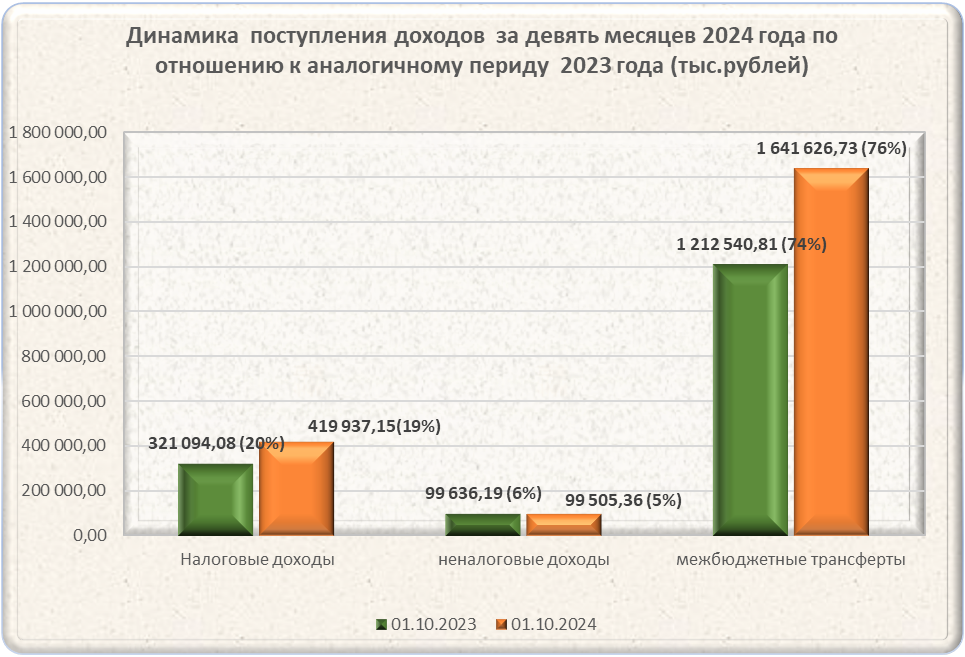 Динамика поступления доходов за девять месяцев 2024 года по
отношению к аналогичному периду 2023 года (тыс.рублей)
1 800 000,00
1 600 000,00
1 400 000,00
1 200 000,00
1 000 000,00
800 000,00
600 000,00
400 000,00
200 000,00
0,00
321 094,08 (20%)
419 937,15(19%)
99 636,19 (6%)
99 505,36 (5%)
1 212 540,81 (74%)
1 641 626,73 (76%)
Налоговые доходы
неналоговые доходы
межбюджетные трансферты
01.10.2023
01.10.2024